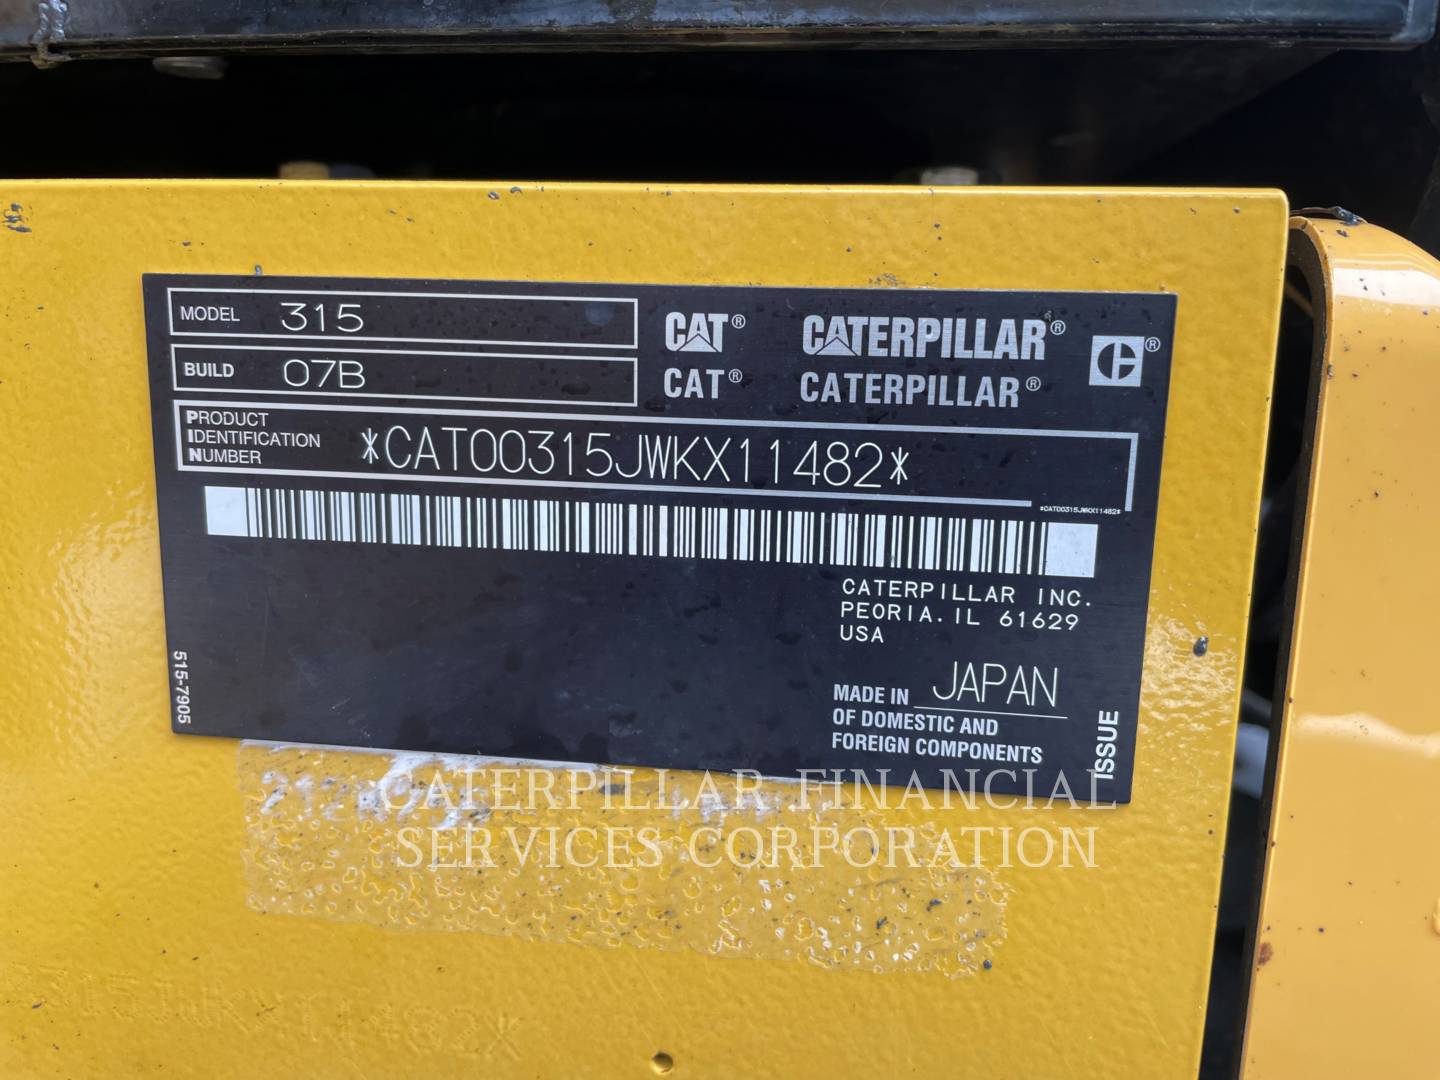 MODEL 315
BUILD 07B
CAT® CATERPILLAR®
CAT® CATERPILLAR®
C®
PRODUCT
IDENTIFICATION
NUMBER
*CAT00315JWKX11482*
*CAT00315JWKX11482*
CATERPILLAR INC.
PEORIA. IL 61629
USA
MADE IN JAPAN
OF DOMESTIC AND
FOREIGN COMPONENTS
ISSUE
515-7905
CATERPILLAR FINANCIAL
SERVICES CORPORATION
315JWKX11482*